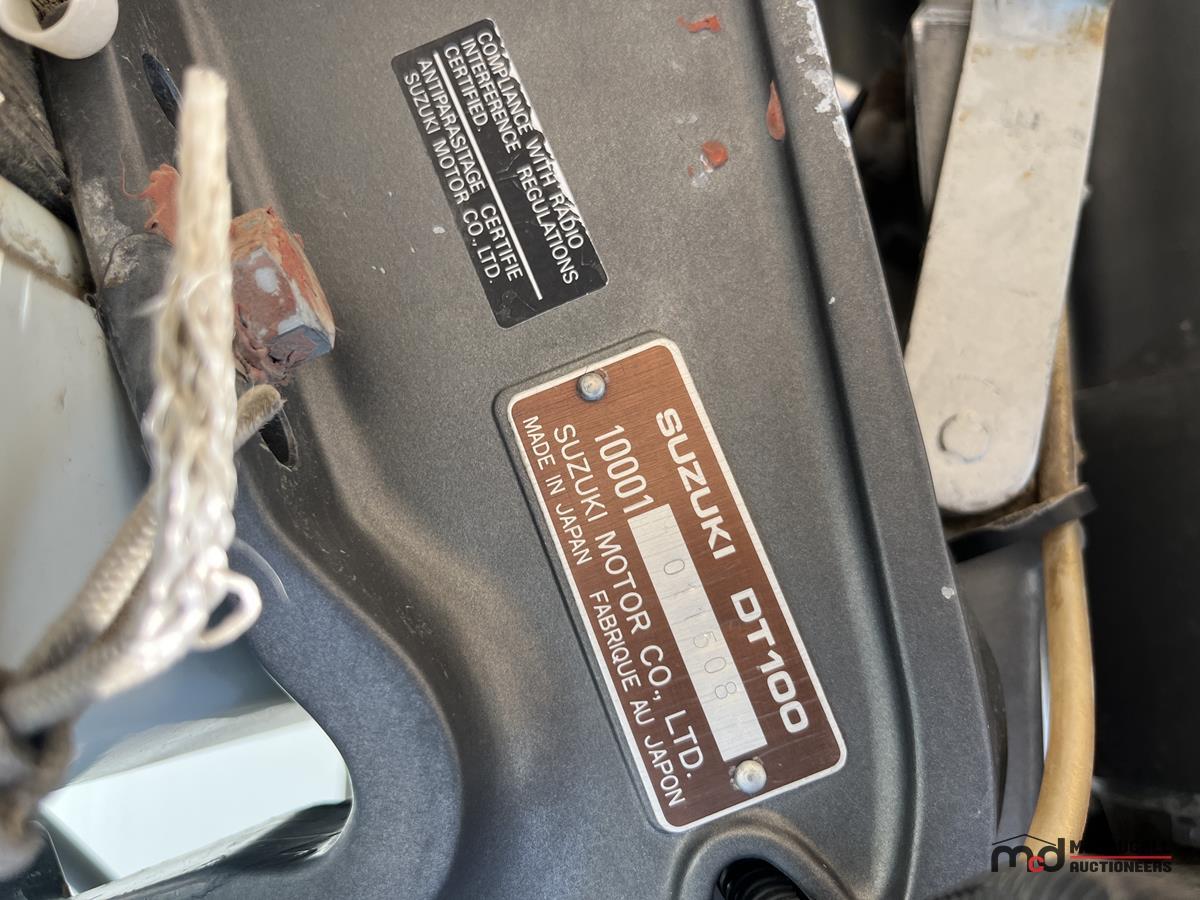 COMPLIANCE WITH RADIO
INTERFERENCE REGULATIONS
CERTIFIED.
ANTIPARASITAGE CERTIFIE
SUZUKI MOTOR CO., LTD.
SUZUKI DT100
10001
SUZUKI MOTOR CO., LTD.
MADE IN JAPAN FABRIQUE AU JAPON
mcd
AUCTIONEERS